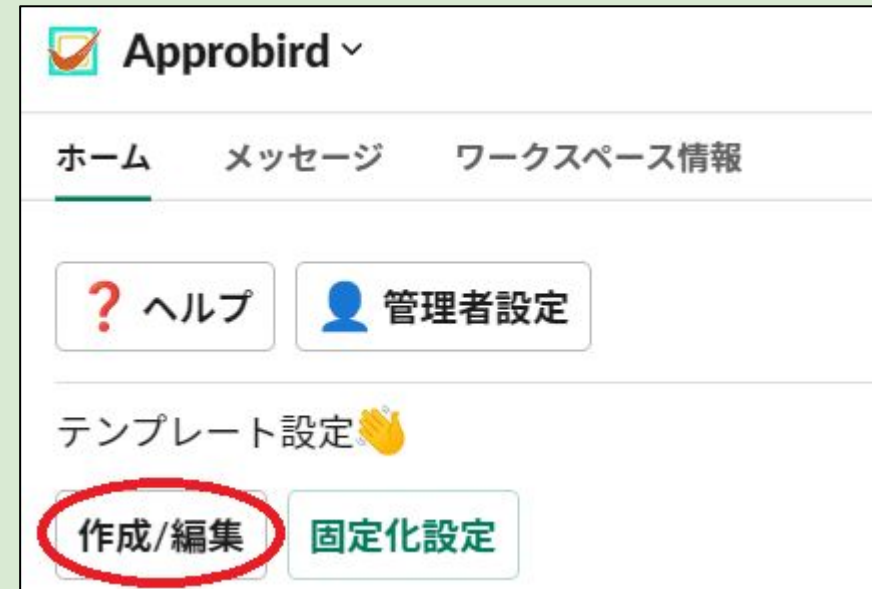 Approbird
ホーム メッセージ ワークスペース情報
❓ ヘルプ 👤 管理者設定
テンプレート設定👋
作成/編集 固定化設定